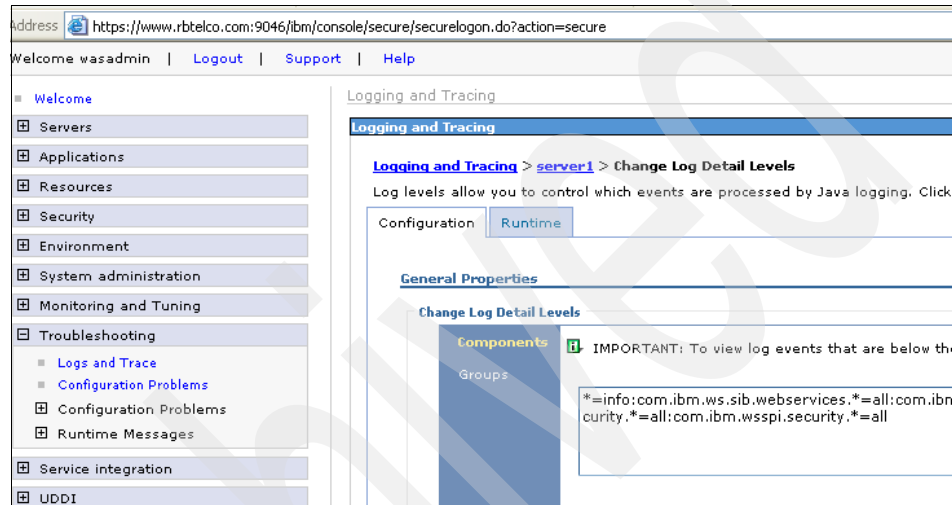 Address https://www.rbtelco.com:9046/ibm/console/secure/securelogon.do?action=secure
Welcome wasadmin | Logout | Support | Help
Welcome
Servers
Applications
Resources
Security
Environment
System administration
Monitoring and Tuning
Troubleshooting
Logs and Trace
Configuration Problems
Configuration Problems
Runtime Messages
Service integration
UDDI
Logging and Tracing
Logging and Tracing
Logging and Tracing > server1 > Change Log Detail Levels
Log levels allow you to control which events are processed by Java logging. Click
Configuration Runtime
General Properties
Change Log Detail Levels
Components
Groups
IMPORTANT: To view log events that are below the
*=info:com.ibm.ws.sib.webservices.*=all:com.ibm
curity.*=all:com.ibm.wsspi.security.*=all